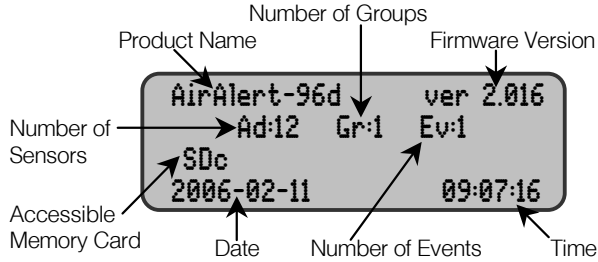 Number of Groups
Product Name
Firmware Version
AirAlert-96d ver 2.016
Number of Sensors
Ad:12 Gr:1 Ev:1
SDc
2006-02-11 09:07:16
Accessible Memory Card
Date
Number of Events
Time